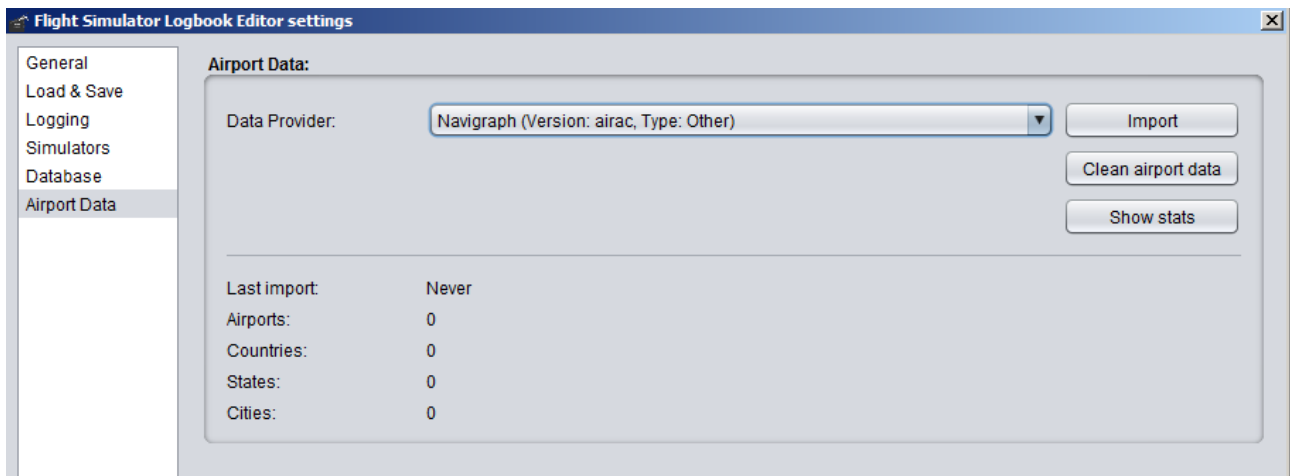 Flight Simulator Logbook Editor settings
General
Load & Save
Logging
Simulators
Database
Airport Data
Airport Data:
Data Provider: Navigraph (Version: airac, Type: Other) Import
Clean airport data
Show stats
Last import: Never
Airports: 0
Countries: 0
States: 0
Cities: 0